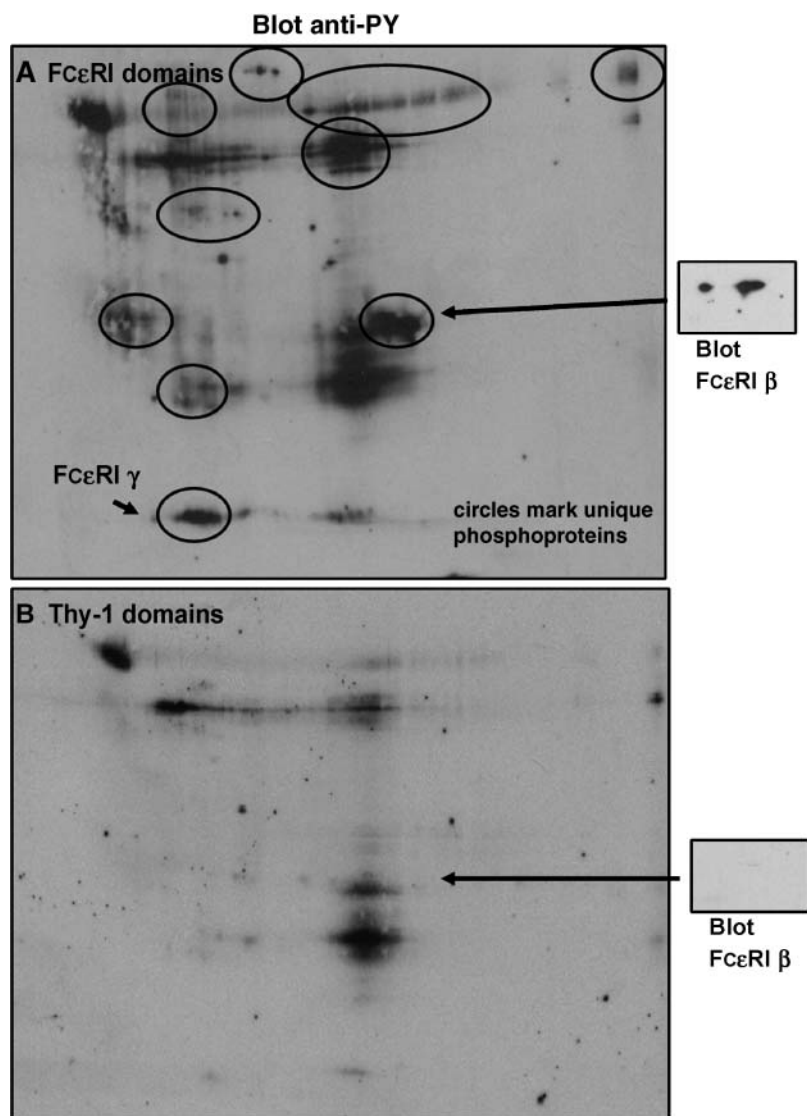 Blot anti-PY
A FcεRI domains
Blot
FcεRI β
FcεRI γ
circles mark unique
phosphoproteins
B Thy-1 domains
Blot
FcεRI β